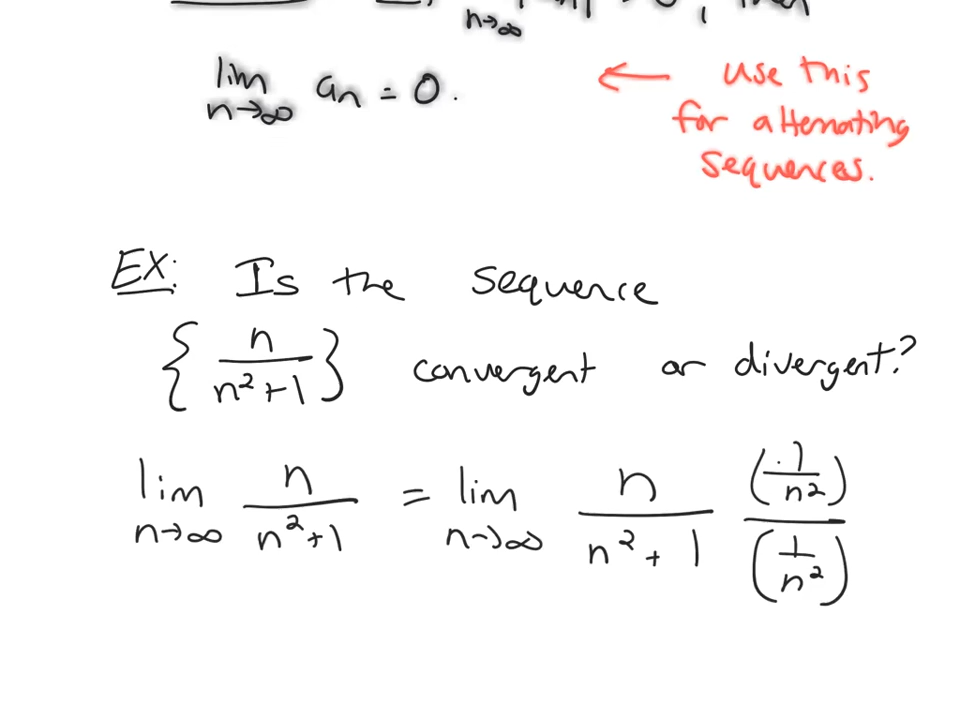 n→∞ then
lim n→∞ an = 0.
← use this
for alternating
sequences.
EX: Is the sequence
{ n / n²+1 } convergent or divergent?
lim n→∞ n / n²+1 = lim n→∞ n / n²+1 (1/n²) / (1/n²)